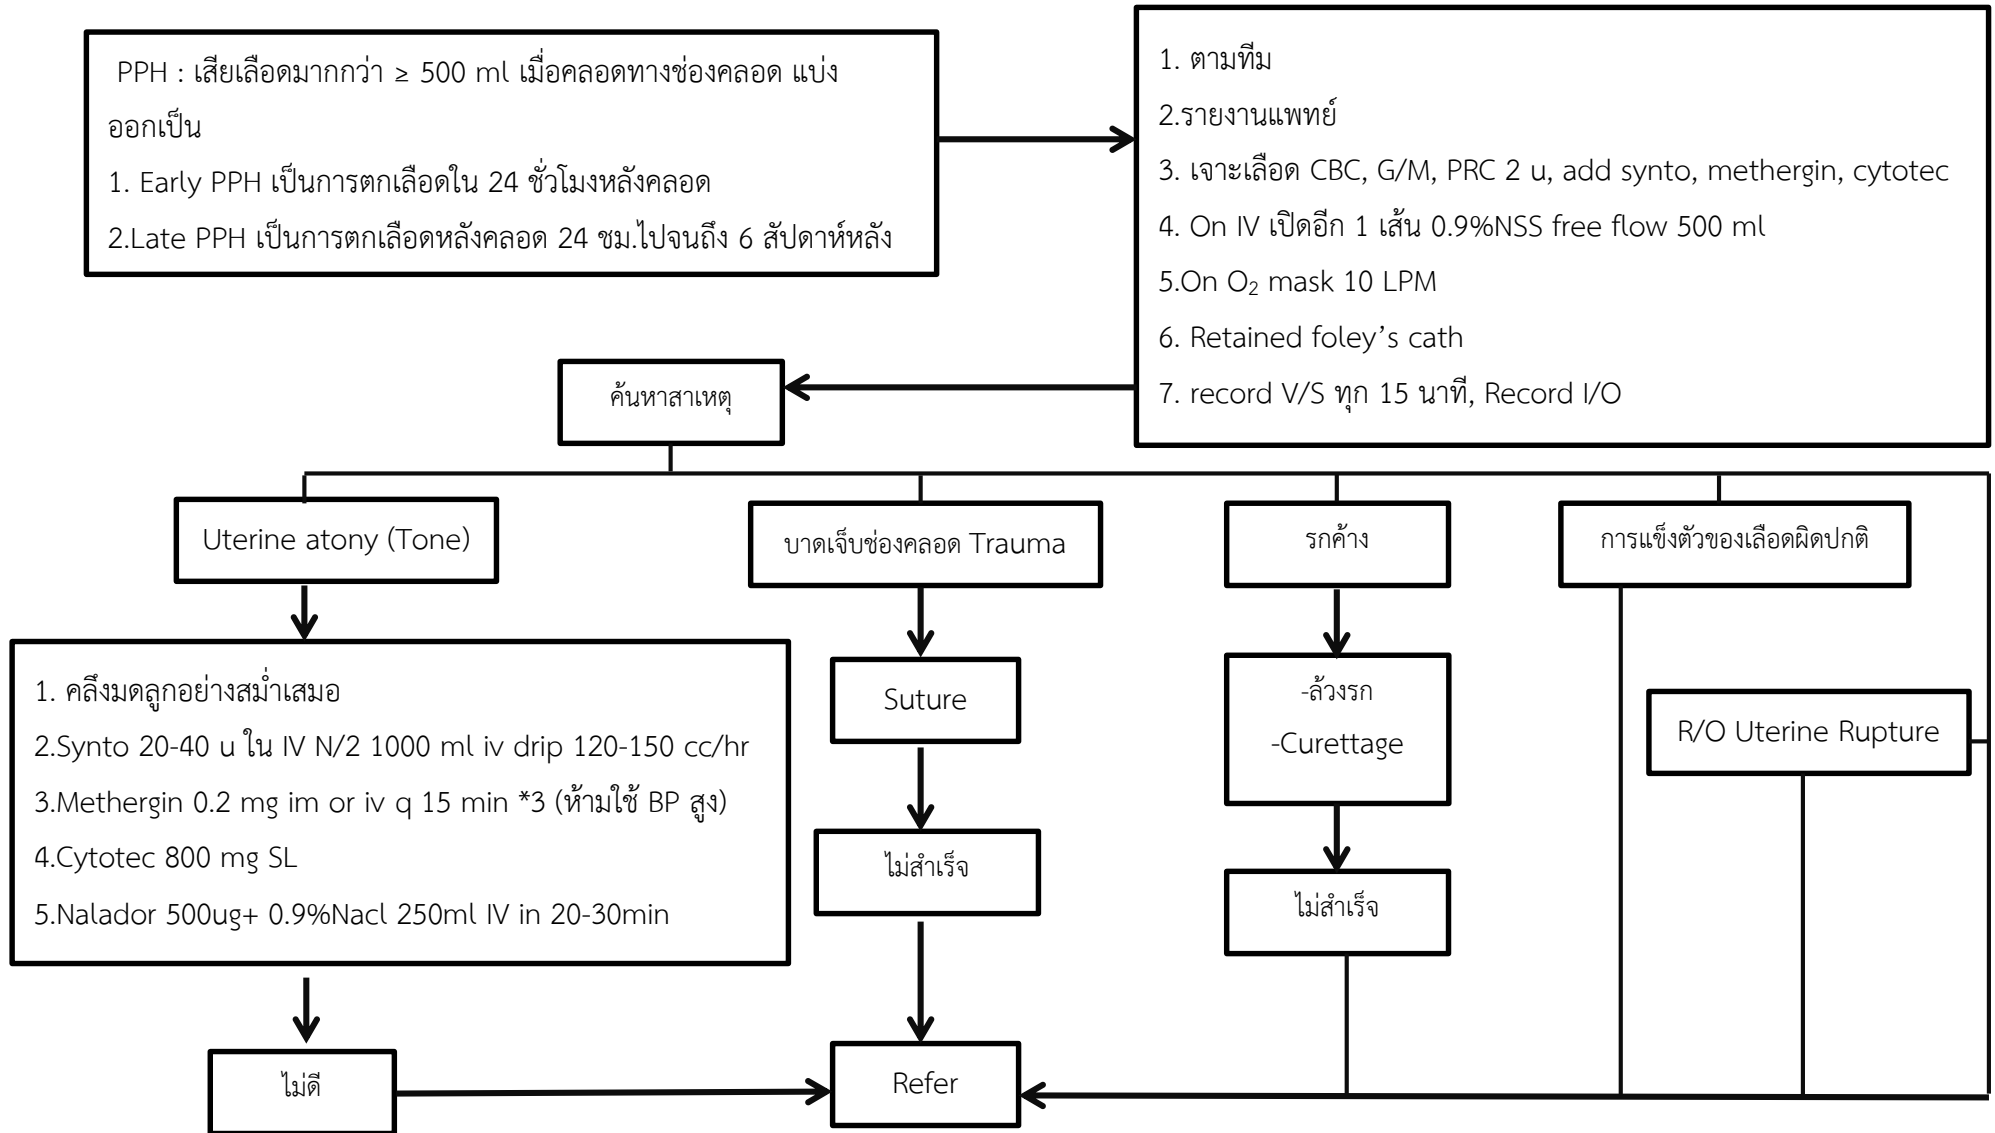 PPH : เสียเลือดมากกว่า ≥ 500 ml เมื่อคลอดทางช่องคลอด แบ่ง
ออกเป็น
1. Early PPH เป็นการตกเลือดใน 24 ชั่วโมงหลังคลอด
2.Late PPH เป็นการตกเลือดหลังคลอด 24 ชม.ไปจนถึง 6 สัปดาห์หลัง
1. ตามทีม
2.รายงานแพทย์
3. เจาะเลือด CBC, G/M, PRC 2 u, add synto, methergin, cytotec
4. On IV เปิดอีก 1 เส้น 0.9%NSS free flow 500 ml
5.On O₂ mask 10 LPM
6. Retained foley’s cath
7. record V/S ทุก 15 นาที, Record I/O
ค้นหาสาเหตุ
Uterine atony (Tone)
บาดเจ็บช่องคลอด Trauma
รกค้าง
การแข็งตัวของเลือดผิดปกติ
1. คลึงมดลูกอย่างสม่ำเสมอ
2.Synto 20-40 u ใน IV N/2 1000 ml iv drip 120-150 cc/hr
3.Methergin 0.2 mg im or iv q 15 min *3 (ห้ามใช้ BP สูง)
4.Cytotec 800 mg SL
5.Nalador 500ug+ 0.9%Nacl 250ml IV in 20-30min
Suture
-ล้วงรก
-Curettage
R/O Uterine Rupture
ไม่สำเร็จ
ไม่สำเร็จ
ไม่ดี
Refer